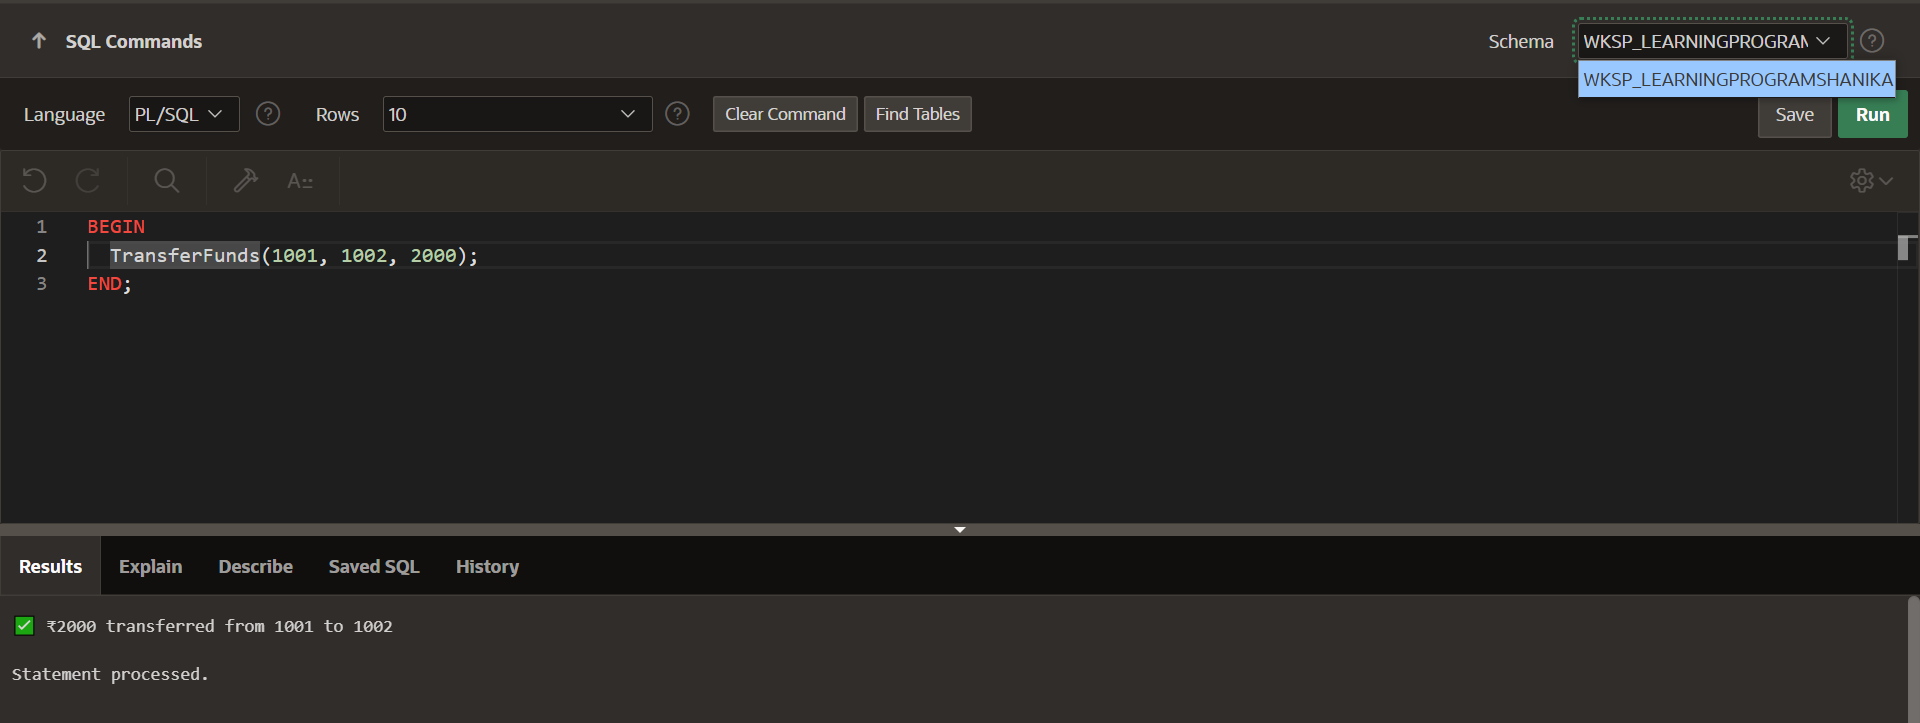 SQL Commands
Schema WKSP_LEARNINGPROGRAM
WKSP_LEARNINGPROGRAMSHANIKA
Language PL/SQL Rows 10 Clear Command Find Tables Save Run
A
1 BEGIN
2 TransferFunds(1001, 1002, 2000);
3 END;
Results Explain Describe Saved SQL History
✅ ₹2000 transferred from 1001 to 1002
Statement processed.